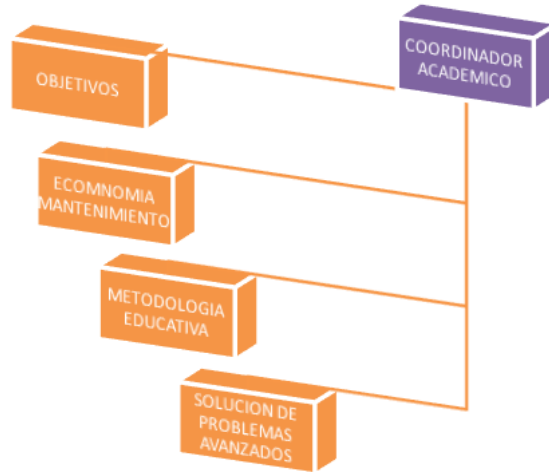 COORDINADOR
ACADEMICO
OBJETIVOS
ECOMNOMIA
MANTENIMIENTO
METODOLOGIA
EDUCATIVA
SOLUCION DE
PROBLEMAS
AVANZADOS